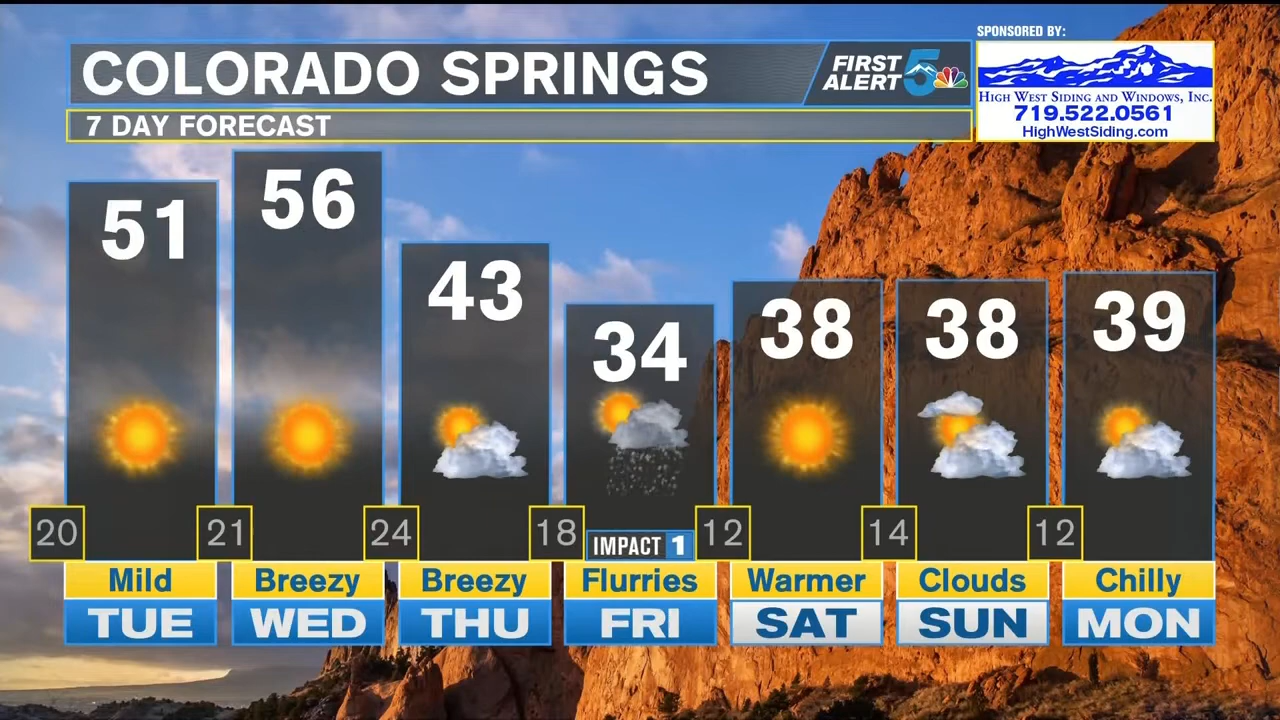 SPONSORED BY:
COLORADO SPRINGS
FIRST ALERT 5
HIGH WEST SIDING AND WINDOWS, INC.
719.522.0561
HighWestSiding.com
7 DAY FORECAST
51 56 43 34 38 38 39
20 21 24 18 12 14 12
IMPACT 1
Mild Breezy Breezy Flurries Warmer Clouds Chilly
TUE WED THU FRI SAT SUN MON